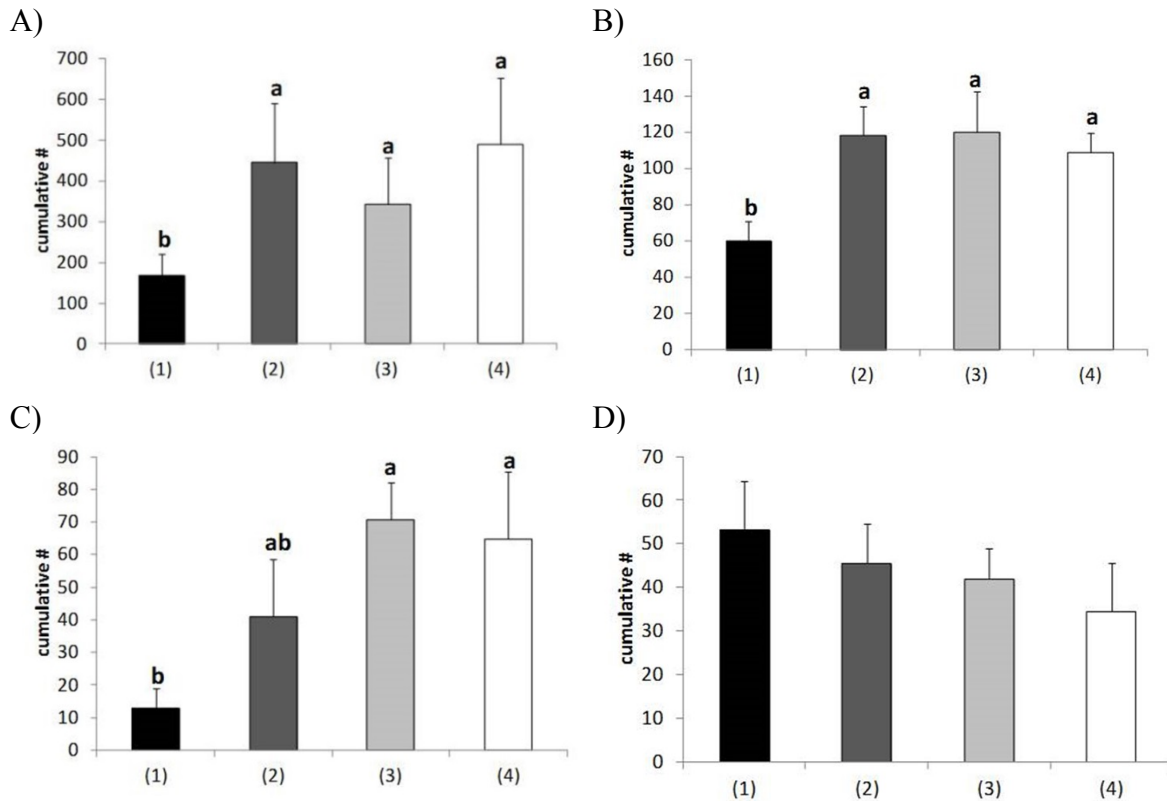 A)
cumulative #
700
600
500
400
300
200
100
0
b
a
a
a
(1) (2) (3) (4)
B)
cumulative #
160
140
120
100
80
60
40
20
0
b
a
a
a
(1) (2) (3) (4)
C)
cumulative #
90
80
70
60
50
40
30
20
10
0
b
ab
a
a
(1) (2) (3) (4)
D)
cumulative #
70
60
50
40
30
20
10
0
(1) (2) (3) (4)